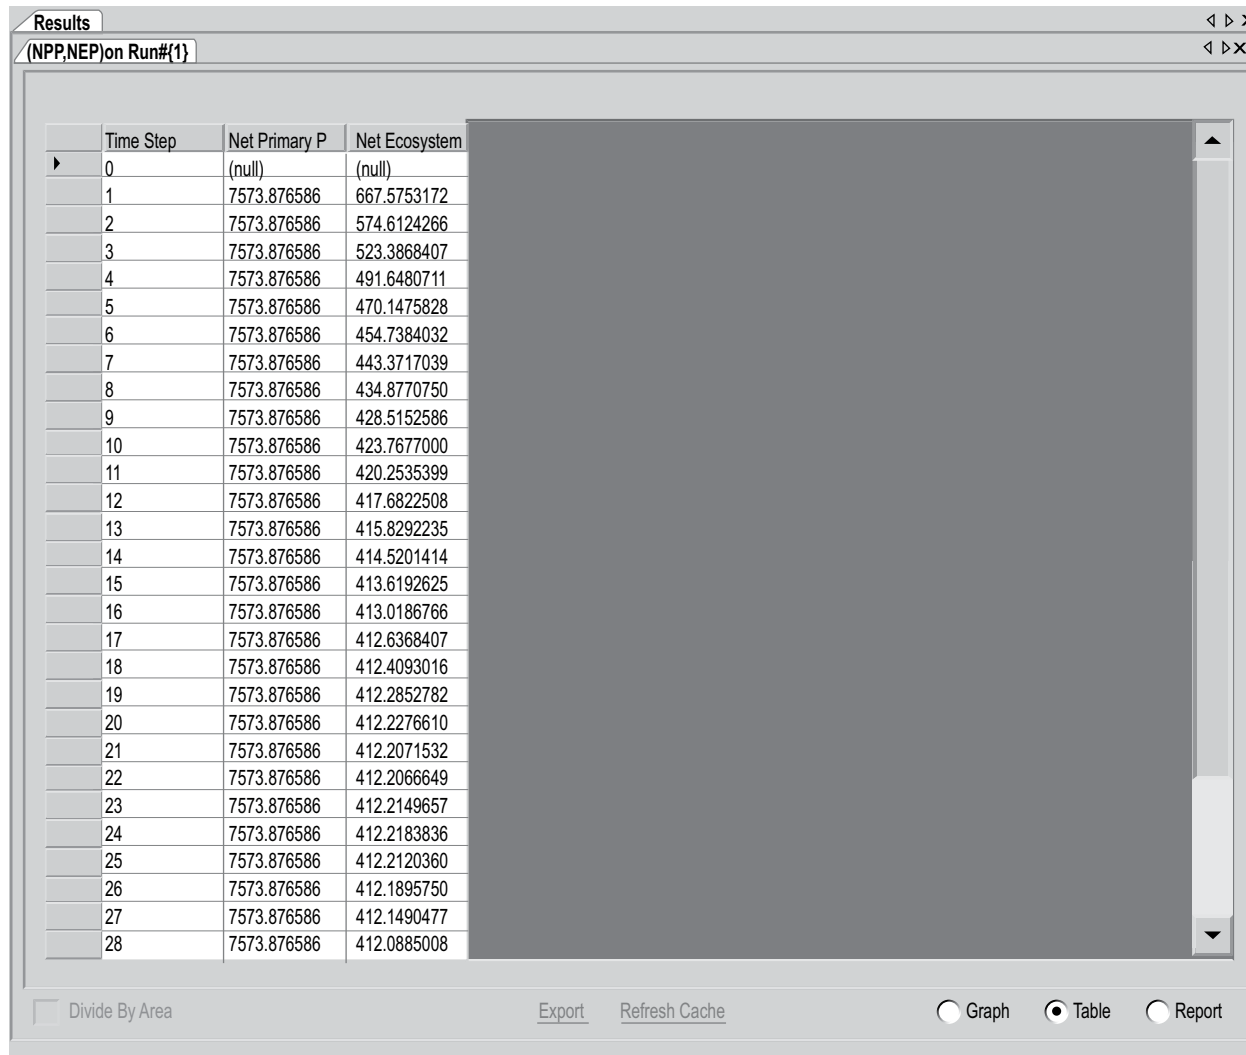 Results
(NPP,NEP)on Run#{1}
Time Step Net Primary P Net Ecosystem
0 (null) (null)
1 7573.876586 667.5753172
2 7573.876586 574.6124266
3 7573.876586 523.3868407
4 7573.876586 491.6480711
5 7573.876586 470.1475828
6 7573.876586 454.7384032
7 7573.876586 443.3717039
8 7573.876586 434.8770750
9 7573.876586 428.5152586
10 7573.876586 423.7677000
11 7573.876586 420.2535399
12 7573.876586 417.6822508
13 7573.876586 415.8292235
14 7573.876586 414.5201414
15 7573.876586 413.6192625
16 7573.876586 413.0186766
17 7573.876586 412.6368407
18 7573.876586 412.4093016
19 7573.876586 412.2852782
20 7573.876586 412.2276610
21 7573.876586 412.2071532
22 7573.876586 412.2066649
23 7573.876586 412.2149657
24 7573.876586 412.2183836
25 7573.876586 412.2120360
26 7573.876586 412.1895750
27 7573.876586 412.1490477
28 7573.876586 412.0885008
Divide By Area Export Refresh Cache Graph Table Report